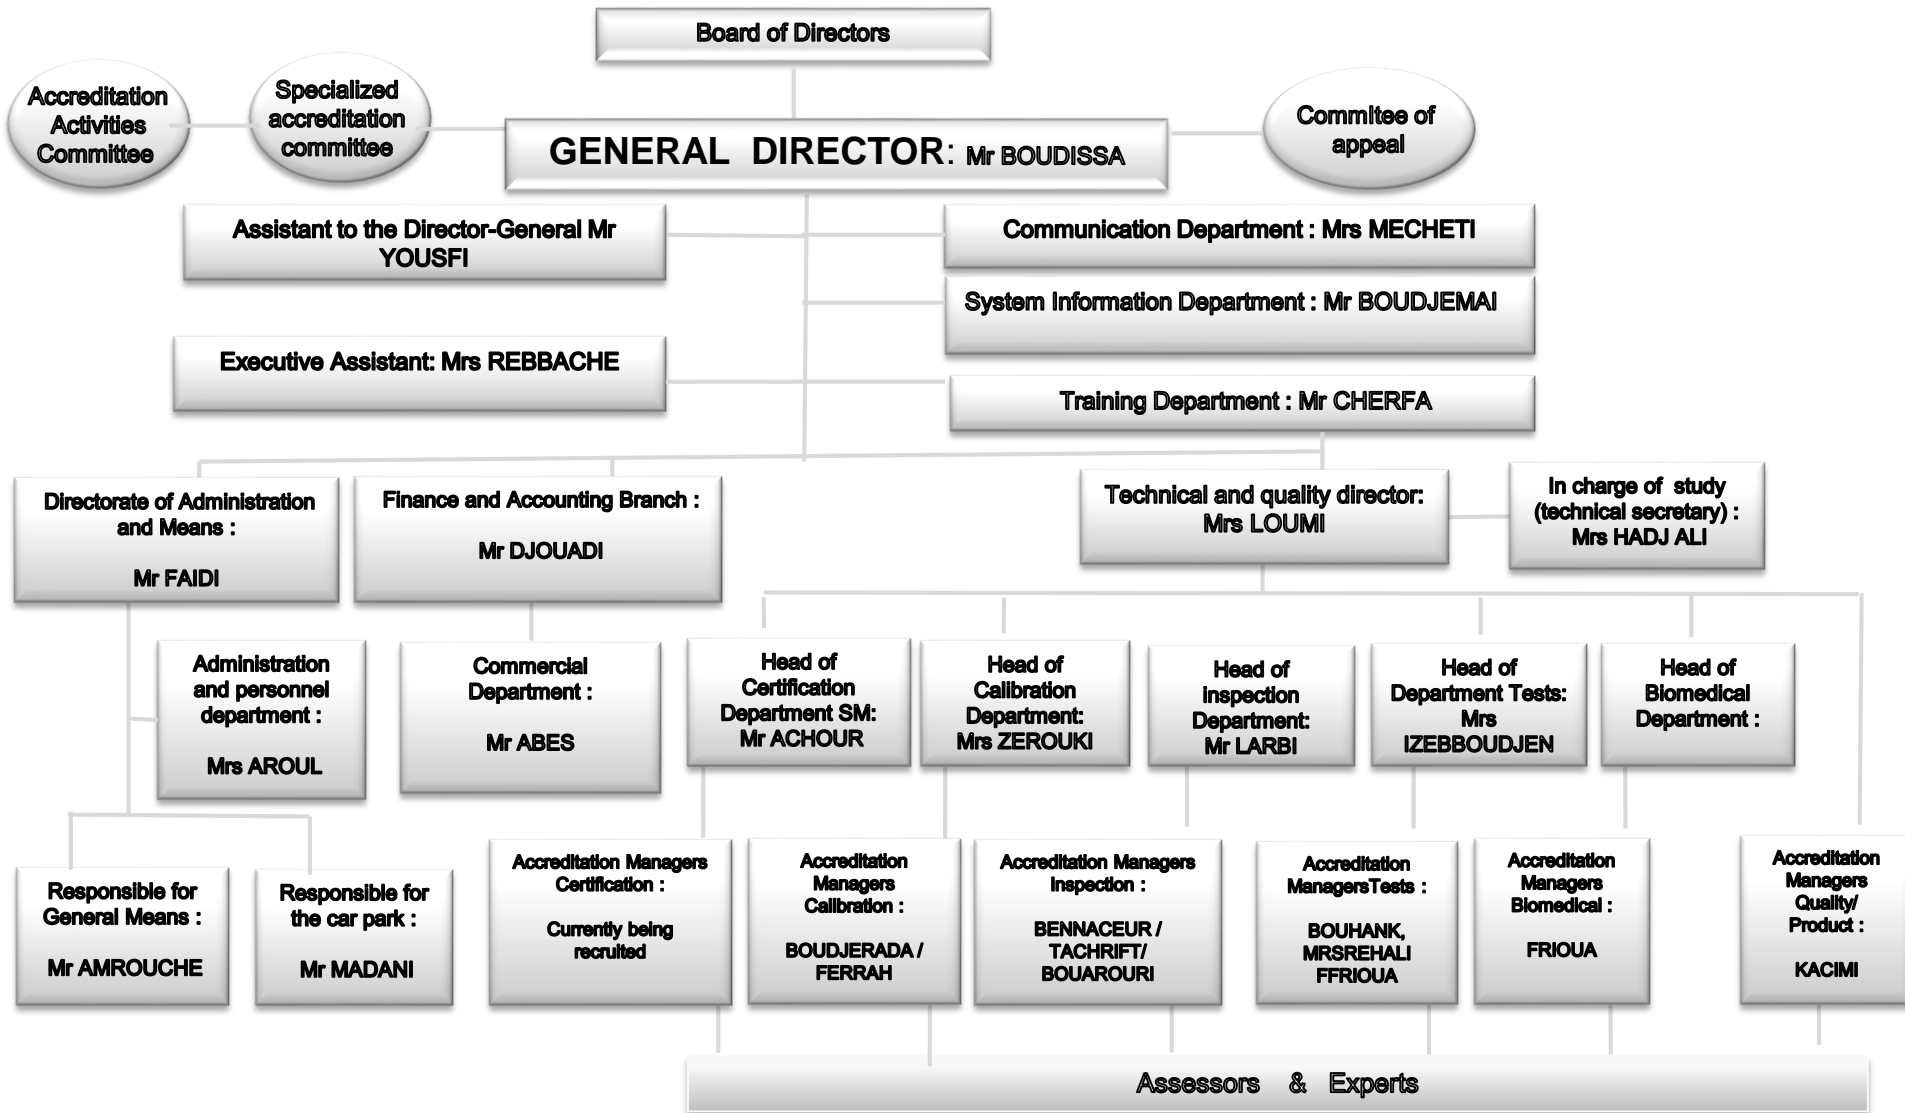 Board of Directors
Accreditation
Activities
Committee
Specialized
accreditation
committee
GENERAL DIRECTOR: Mr BOUDISSA
Commitee of
appeal
Assistant to the Director-General Mr
YOUSFI
Communication Department : Mrs MECHETI
System Information Department : Mr BOUDJEMAI
Executive Assistant: Mrs REBBACHE
Training Department : Mr CHERFA
Directorate of Administration
and Means :
Mr FAIDI
Finance and Accounting Branch :
Mr DJOUADI
Technical and quality director:
Mrs LOUMI
In charge of study
(technical secretary) :
Mrs HADJ ALI
Administration
and personnel
department :
Mrs AROUL
Commercial
Department :
Mr ABES
Head of
Certification
Department SM:
Mr ACHOUR
Head of
Calibration
Department:
Mrs ZEROUKI
Head of
inspection
Department:
Mr LARBI
Head of
Department Tests:
Mrs
IZEBBOUDJEN
Head of
Biomedical
Department :
Responsible for
General Means :
Mr AMROUCHE
Responsible for
the car park :
Mr MADANI
Accreditation Managers
Certification :
Currently being
recruited
Accreditation
Managers
Calibration :
BOUDJERADA /
FERRAH
Accreditation Managers
Inspection :
BENNACEUR /
TACHRIFT/
BOUAROURI
Accreditation
ManagersTests :
BOUHANK,
MRSREHALI
FFRIOUA
Accreditation
Managers
Biomedical :
FRIOUA
Accreditation
Managers
Quality/
Product :
KACIMI
Assessors & Experts